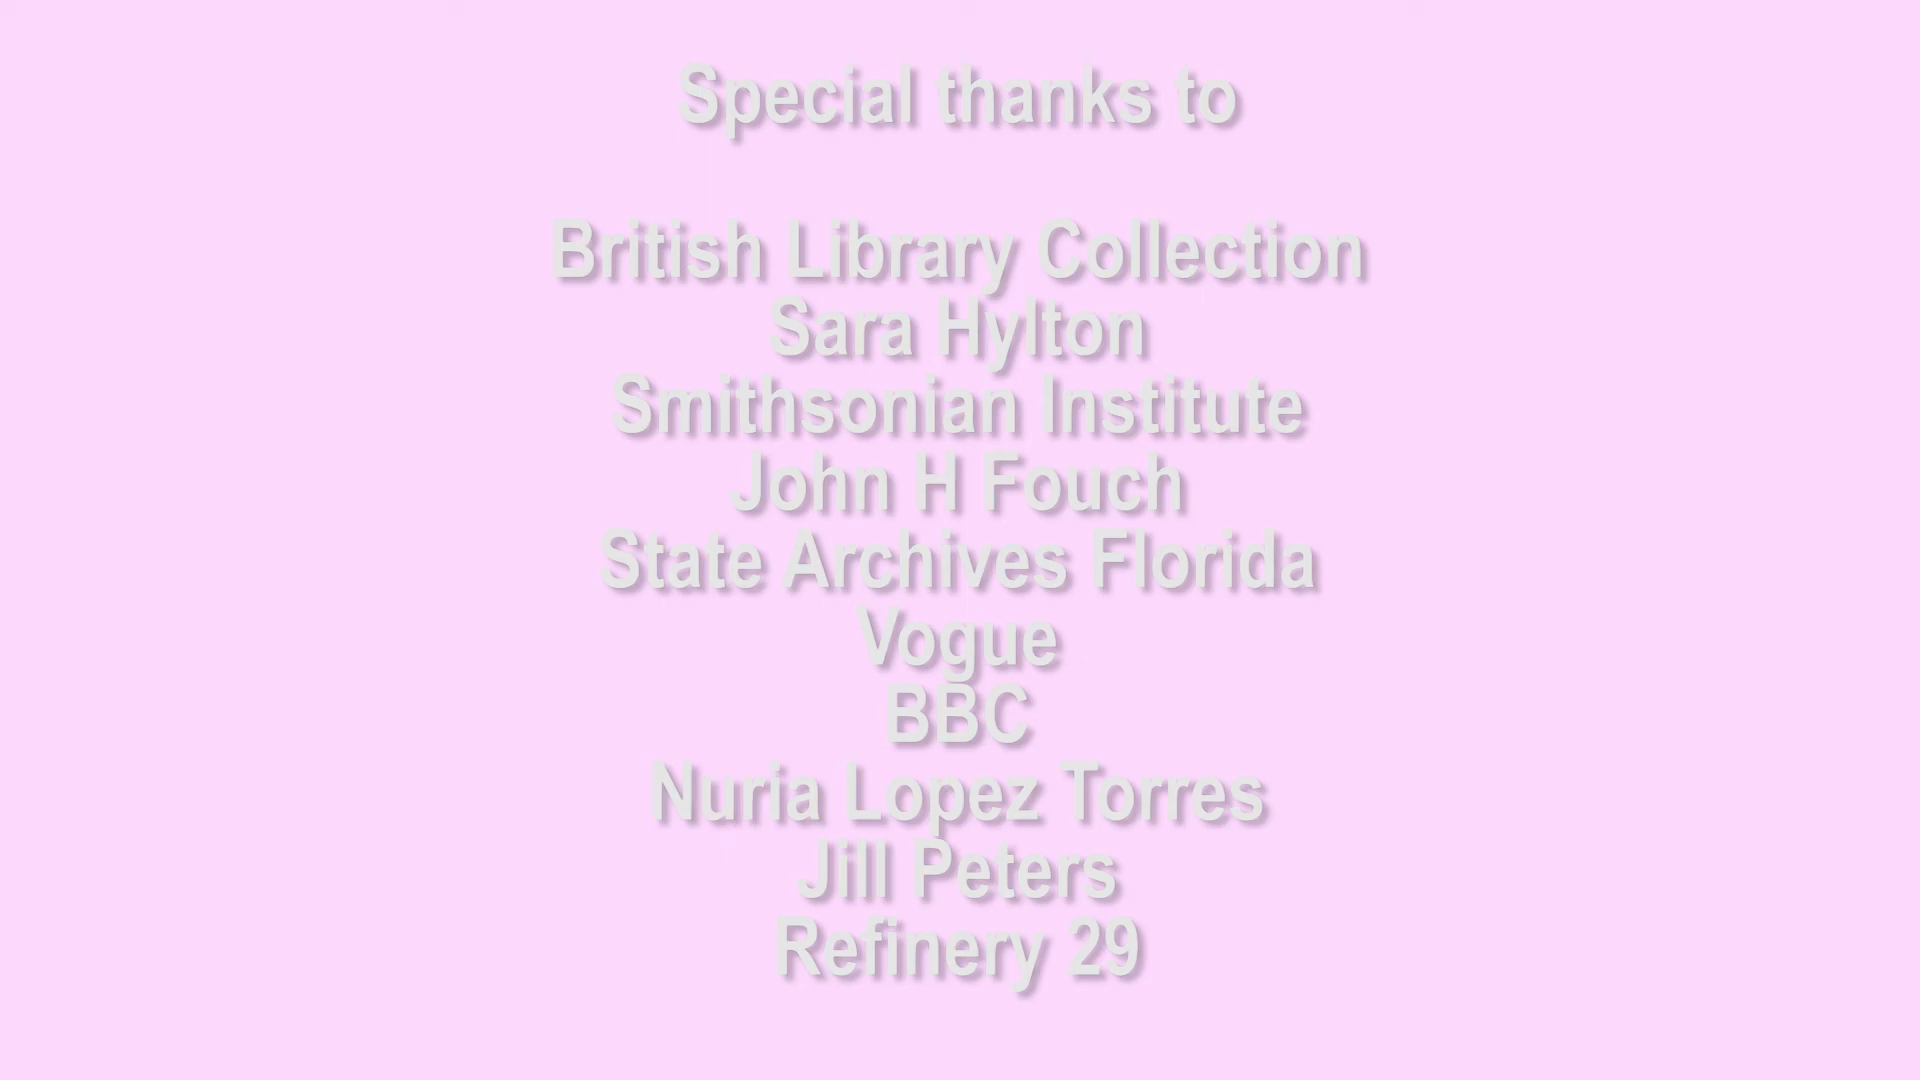 Special thanks to
British Library Collection
Sara Hylton
Smithsonian Institute
John H Fouch
State Archives Florida
Vogue
BBC
Nuria Lopez Torres
Jill Peters
Refinery 29